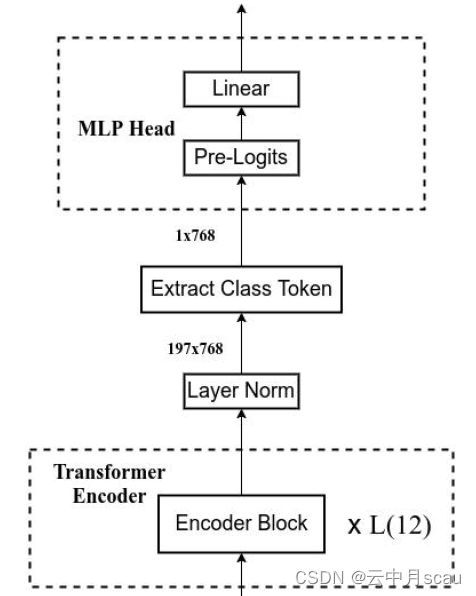 Linear
MLP Head
Pre-Logits
1x768
Extract Class Token
197x768
Layer Norm
Transformer
Encoder
Encoder Block
x L(12)
CSDN @云中月scau